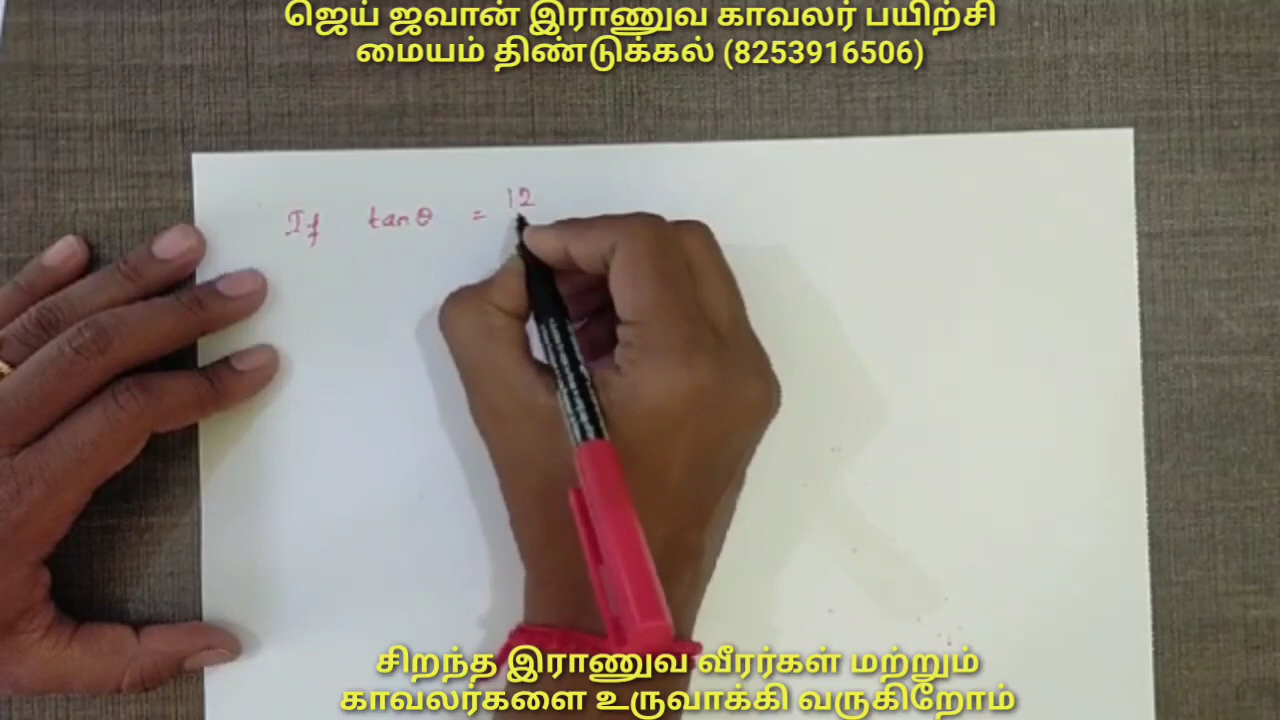 ஜெய் ஜவான் இராணுவ காவலர் பயிற்சி
மையம் திண்டுக்கல் (8253916506)
If tanθ = 12
சிறந்த இராணுவ வீரர்கள் மற்றும்
காவலர்களை உருவாக்கி வருகிறோம்